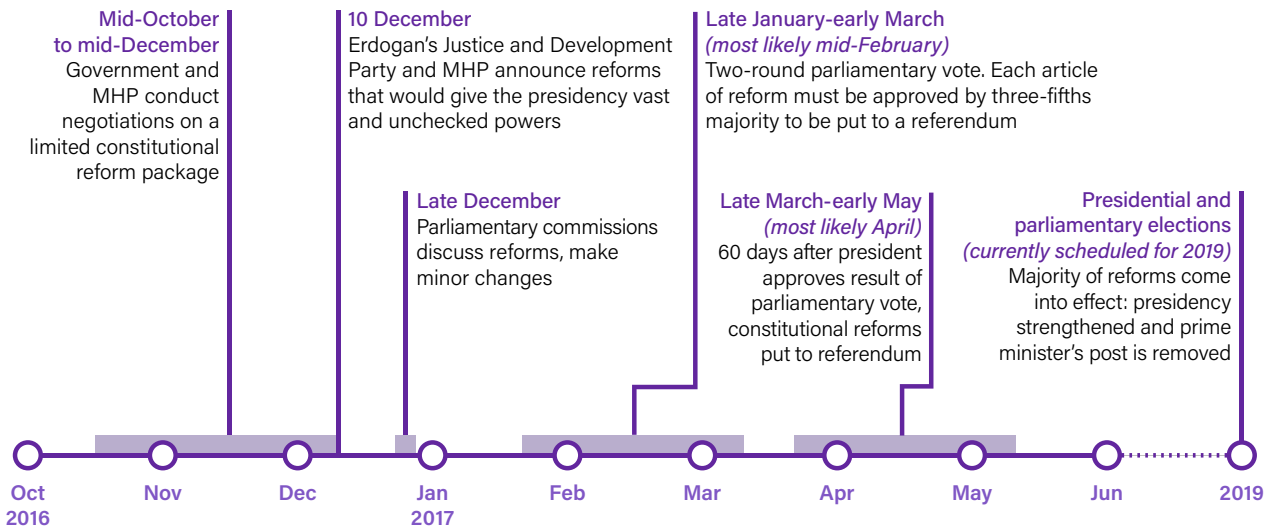 Mid-October
to mid-December
Government and
MHP conduct
negotiations on a
limited constitutional
reform package
10 December
Erdogan's Justice and Development
Party and MHP announce reforms
that would give the presidency vast
and unchecked powers
Late January-early March
(most likely mid-February)
Two-round parliamentary vote. Each article
of reform must be approved by three-fifths
majority to be put to a referendum
Late December
Parliamentary commissions
discuss reforms, make
minor changes
Late March-early May
(most likely April)
60 days after president
approves result of
parliamentary vote,
constitutional reforms
put to referendum
Presidential and
parliamentary elections
(currently scheduled for 2019)
Majority of reforms come
into effect: presidency
strengthened and prime
minister's post is removed
Oct
2016
Nov
Dec
Jan
2017
Feb
Mar
Apr
May
Jun
2019